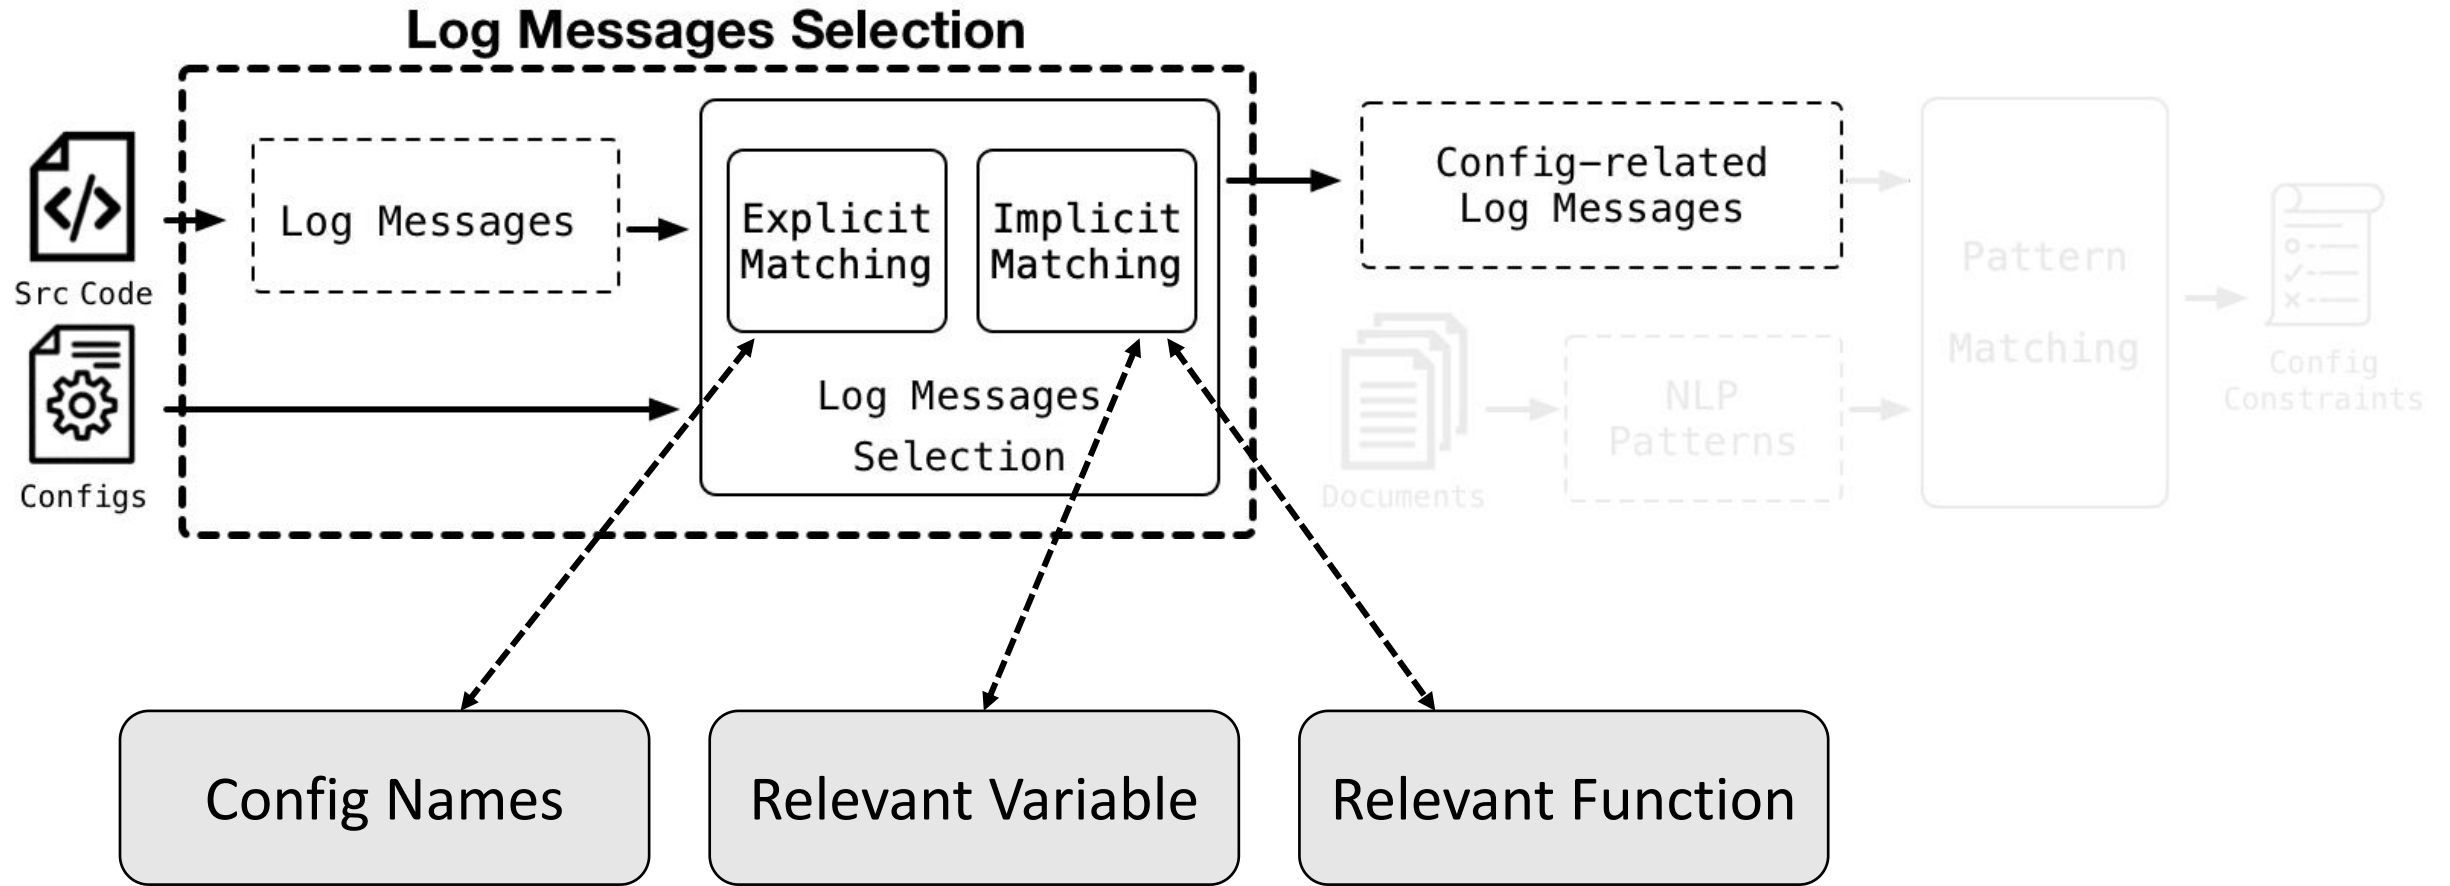 Log Messages Selection
Src Code
Configs
Log Messages
Explicit
Matching
Implicit
Matching
Log Messages
Selection
Config-related
Log Messages
Documents
NLP
Patterns
Pattern
Matching
Config
Constraints
Config Names
Relevant Variable
Relevant Function